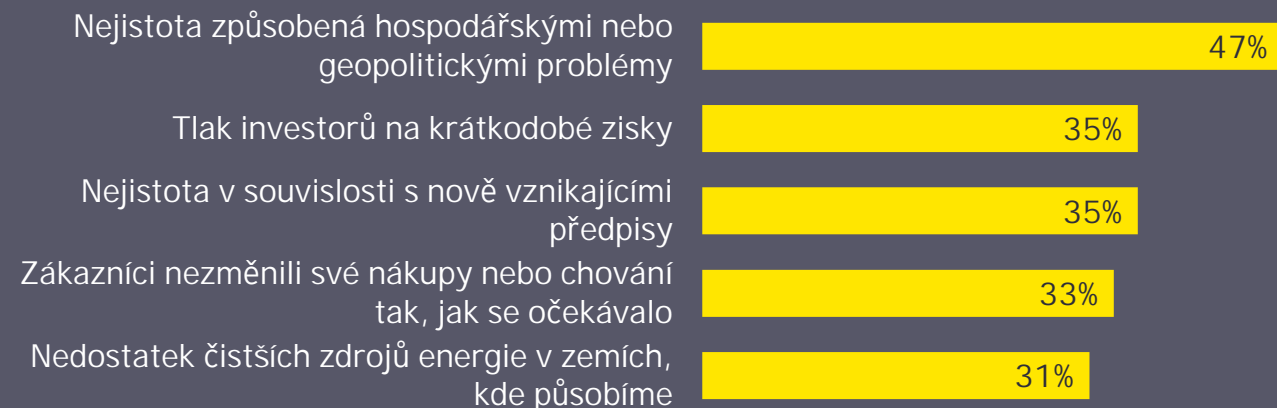 Nejistota způsobená hospodářskými nebo
geopolitickými problémy
47%
Tlak investorů na krátkodobé zisky
35%
Nejistota v souvislosti s nově vznikajícími
předpisy
35%
Zákazníci nezměnili své nákupy nebo chování
tak, jak se očekávalo
33%
Nedostatek čistších zdrojů energie v zemích,
kde působíme
31%